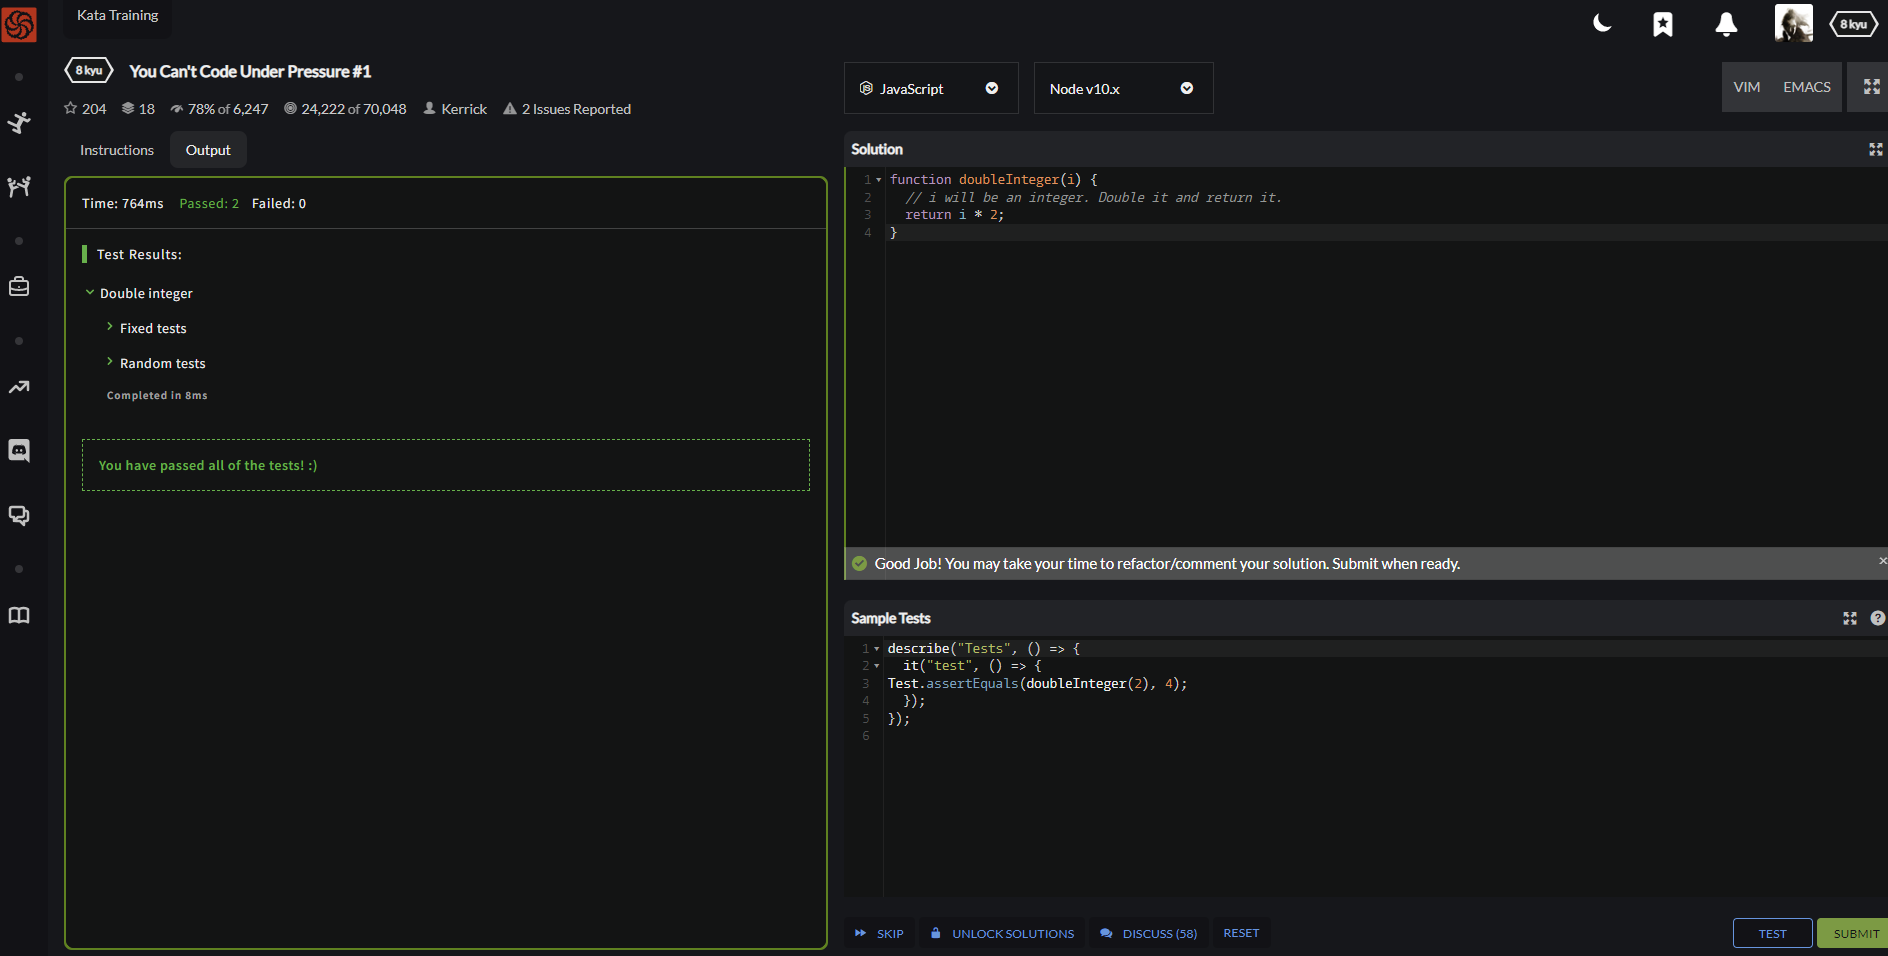 Kata Training
8 kyu
8 kyu You Can't Code Under Pressure #1
204 18 78% of 6,247 24,222 of 70,048 Kerrick 2 Issues Reported
Instructions Output
Time: 764ms Passed: 2 Failed: 0
Test Results:
Double integer
Fixed tests
Random tests
Completed in 8ms
You have passed all of the tests! :)
JavaScript Node v10.x VIM EMACS
Solution
1 function doubleInteger(i) {
2 // i will be an integer. Double it and return it.
3 return i * 2;
4 }
Good Job! You may take your time to refactor/comment your solution. Submit when ready. ×
Sample Tests ?
1 describe("Tests", () => {
2 it("test", () => {
3 Test.assertEquals(doubleInteger(2), 4);
4 });
5 });
6
SKIP UNLOCK SOLUTIONS DISCUSS (58) RESET TEST SUBMIT